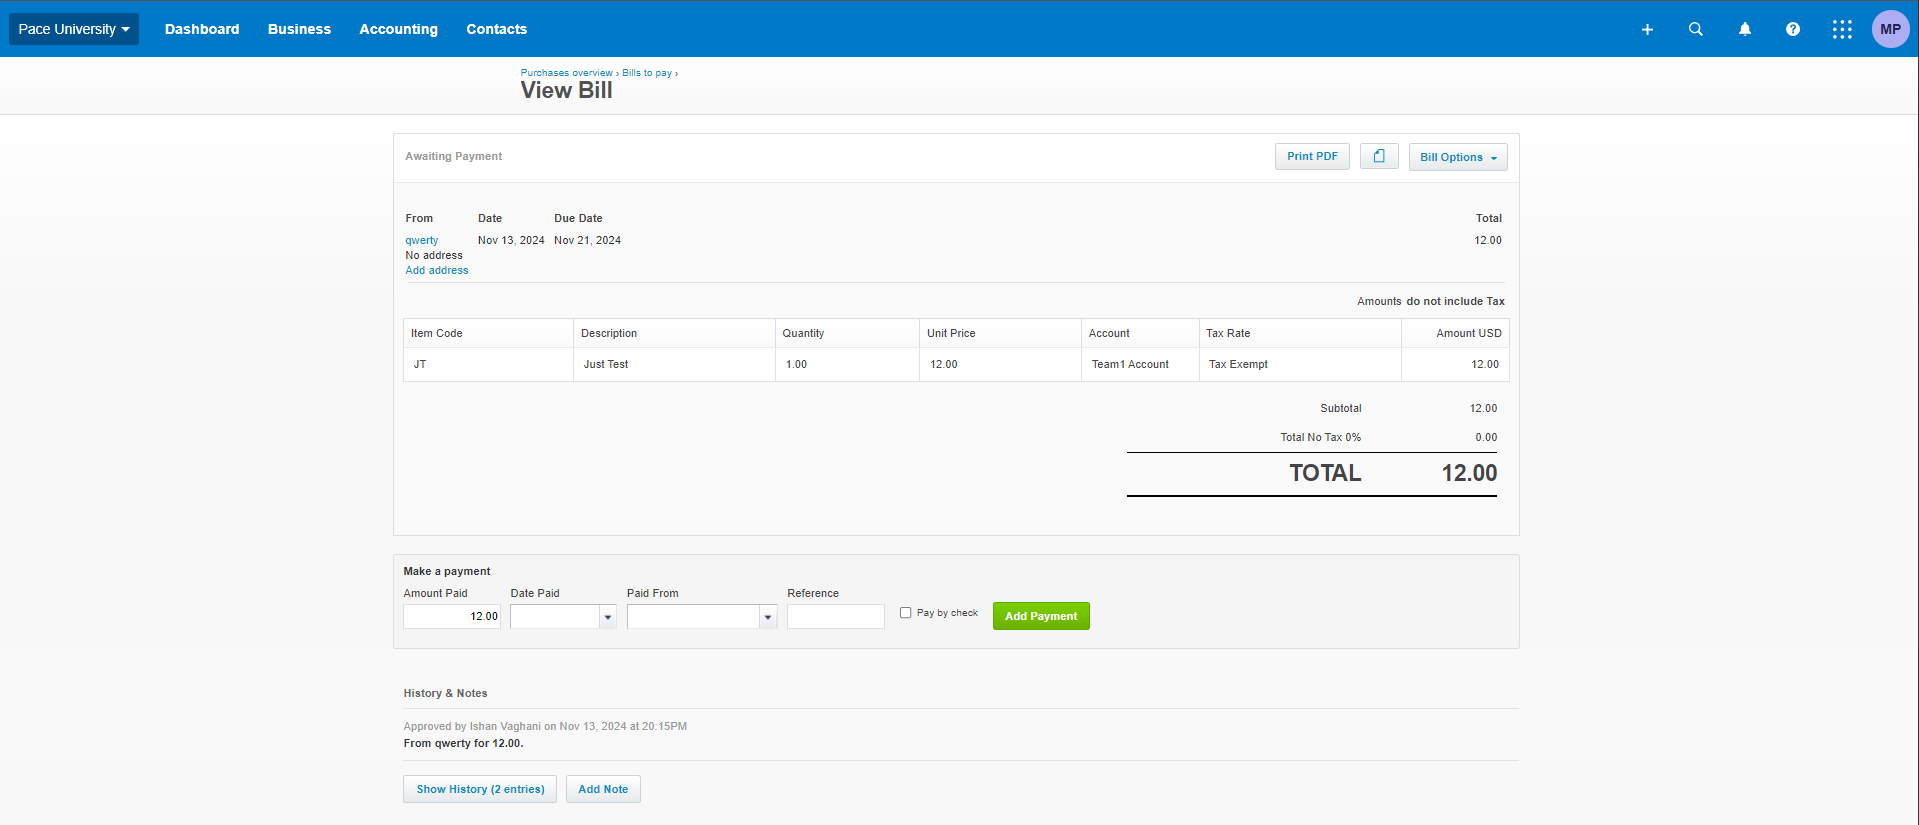 Pace University Dashboard Business Accounting Contacts MP
Purchases overview › Bills to pay ›
View Bill
Awaiting Payment Print PDF Bill Options
From Date Due Date Total
qwerty Nov 13, 2024 Nov 21, 2024 12.00
No address
Add address
Amounts do not include Tax
Item Code Description Quantity Unit Price Account Tax Rate Amount USD
JT Just Test 1.00 12.00 Team1 Account Tax Exempt 12.00
Subtotal 12.00
Total No Tax 0% 0.00
TOTAL 12.00
Make a payment
Amount Paid Date Paid Paid From Reference
12.00 Pay by check Add Payment
History & Notes
Approved by Ishan Vaghani on Nov 13, 2024 at 20:15PM
From qwerty for 12.00.
Show History (2 entries) Add Note